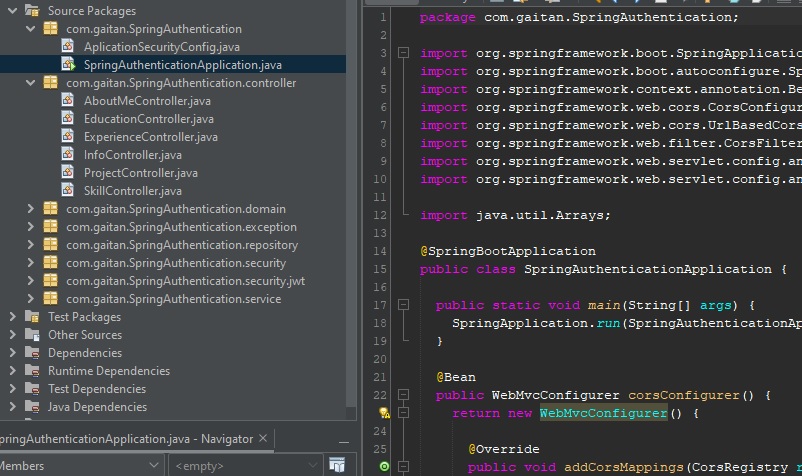 Source Packages
com.gaitan.SpringAuthentication
AplicationSecurityConfig.java
SpringAuthenticationApplication.java
com.gaitan.SpringAuthentication.controller
AboutMeController.java
EducationController.java
ExperienceController.java
InfoController.java
ProjectController.java
SkillController.java
com.gaitan.SpringAuthentication.domain
com.gaitan.SpringAuthentication.exception
com.gaitan.SpringAuthentication.repository
com.gaitan.SpringAuthentication.security
com.gaitan.SpringAuthentication.security.jwt
com.gaitan.SpringAuthentication.service
Test Packages
Other Sources
Dependencies
Runtime Dependencies
Test Dependencies
Java Dependencies
pringAuthenticationApplication.java - Navigator ×
Members <empty>
1 package com.gaitan.SpringAuthentication;
2
3 import org.springframework.boot.SpringApplicatio
4 import org.springframework.boot.autoconfigure.Sp
5 import org.springframework.context.annotation.Be
6 import org.springframework.web.cors.CorsConfigur
7 import org.springframework.web.cors.UrlBasedCors
8 import org.springframework.web.filter.CorsFilter
9 import org.springframework.web.servlet.config.an
10 import org.springframework.web.servlet.config.an
11
12 import java.util.Arrays;
13
14 @SpringBootApplication
15 public class SpringAuthenticationApplication {
16
17 public static void main(String[] args) {
18 SpringApplication.run(SpringAuthenticationAp
19 }
20
21 @Bean
22 public WebMvcConfigurer corsConfigurer() {
return new WebMvcConfigurer() {
24
25 @Override
public void addCorsMappings(CorsRegistry r